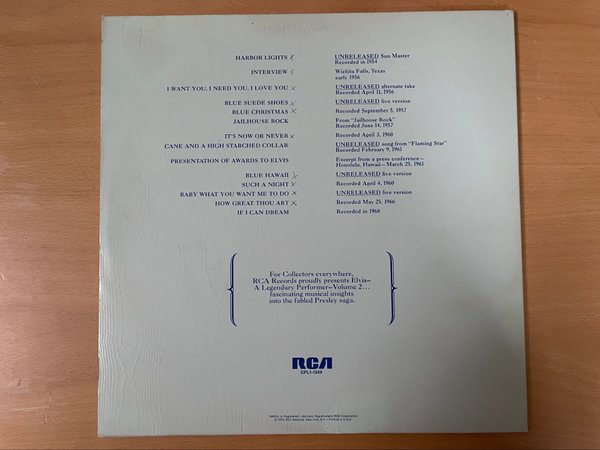 HARBOR LIGHTS UNRELEASED Sun Master
Recorded in 1954
INTERVIEW Wichita Falls, Texas
early 1956
I WANT YOU, I NEED YOU, I LOVE YOU UNRELEASED alternate take
Recorded April 11, 1956
BLUE SUEDE SHOES UNRELEASED live version
BLUE CHRISTMAS Recorded September 5, 1957
JAILHOUSE ROCK From "Jailhouse Rock"
Recorded June 14, 1957
IT'S NOW OR NEVER Recorded April 3, 1960
CANE AND A HIGH STARCHED COLLAR UNRELEASED song from "Flaming Star"
Recorded February 9, 1961
PRESENTATION OF AWARDS TO ELVIS Excerpt from a press conference—
Honolulu, Hawaii—March 25, 1961
BLUE HAWAII UNRELEASED live version
SUCH A NIGHT Recorded April 4, 1960
BABY WHAT YOU WANT ME TO DO UNRELEASED live version
HOW GREAT THOU ART Recorded May 25, 1966
IF I CAN DREAM Recorded in 1968
For Collectors everywhere,
RCA Records proudly presents Elvis—
A Legendary Performer—Volume 2...
fascinating musical insights
into the fabled Presley saga.
RCA
CPL1-1349